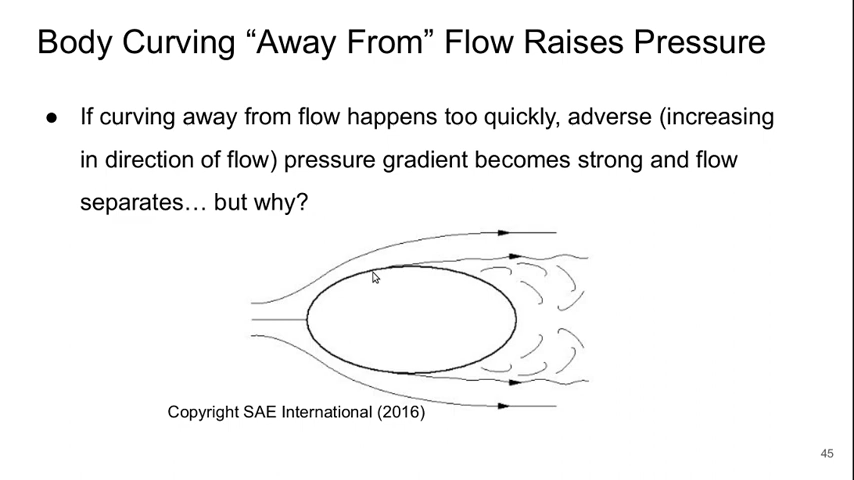 Body Curving “Away From” Flow Raises Pressure
● If curving away from flow happens too quickly, adverse (increasing
in direction of flow) pressure gradient becomes strong and flow
separates… but why?
Copyright SAE International (2016)
45